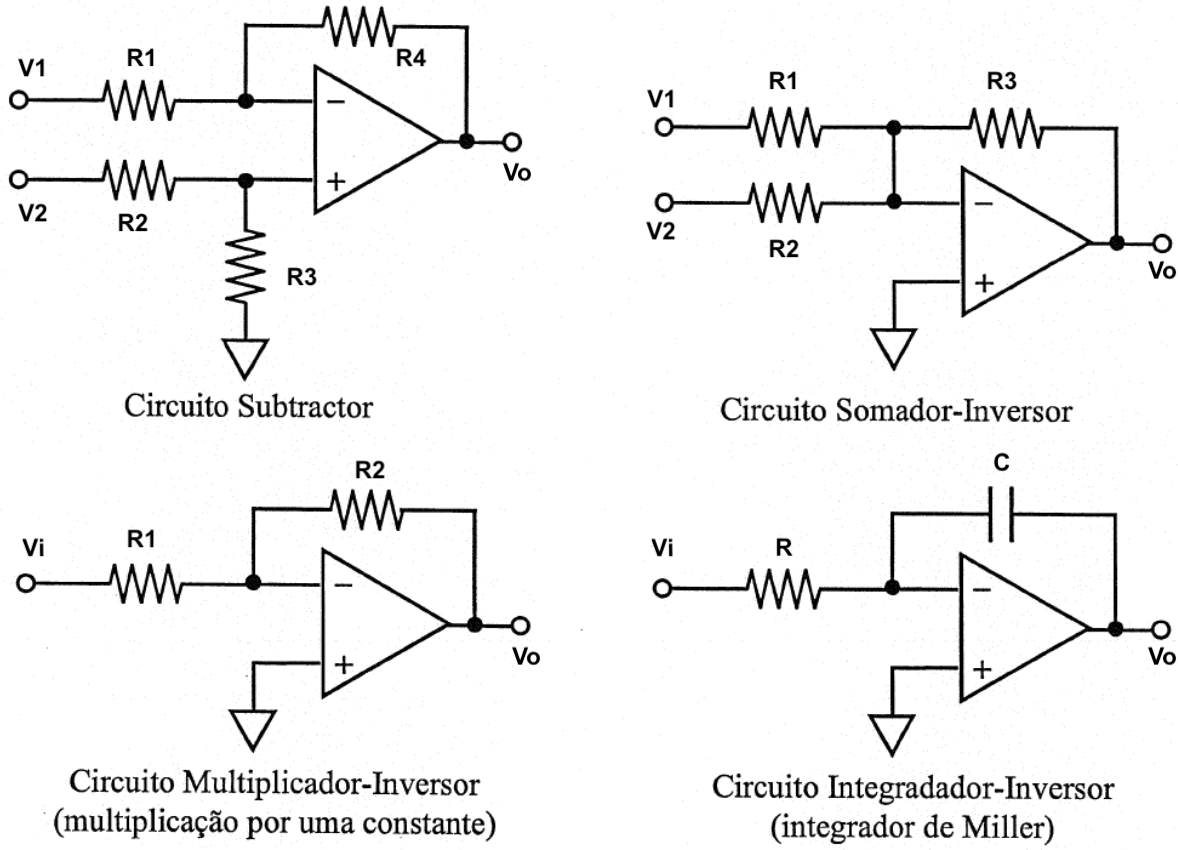 R4
R1
V1
−
+
Vo
V2
R2
R3
Circuito Subtractor
R1
R3
V1
V2
R2
−
+
Vo
Circuito Somador-Inversor
R2
R1
Vi
−
+
Vo
Circuito Multiplicador-Inversor
(multiplicação por uma constante)
C
Vi
R
−
+
Vo
Circuito Integradador-Inversor
(integrador de Miller)